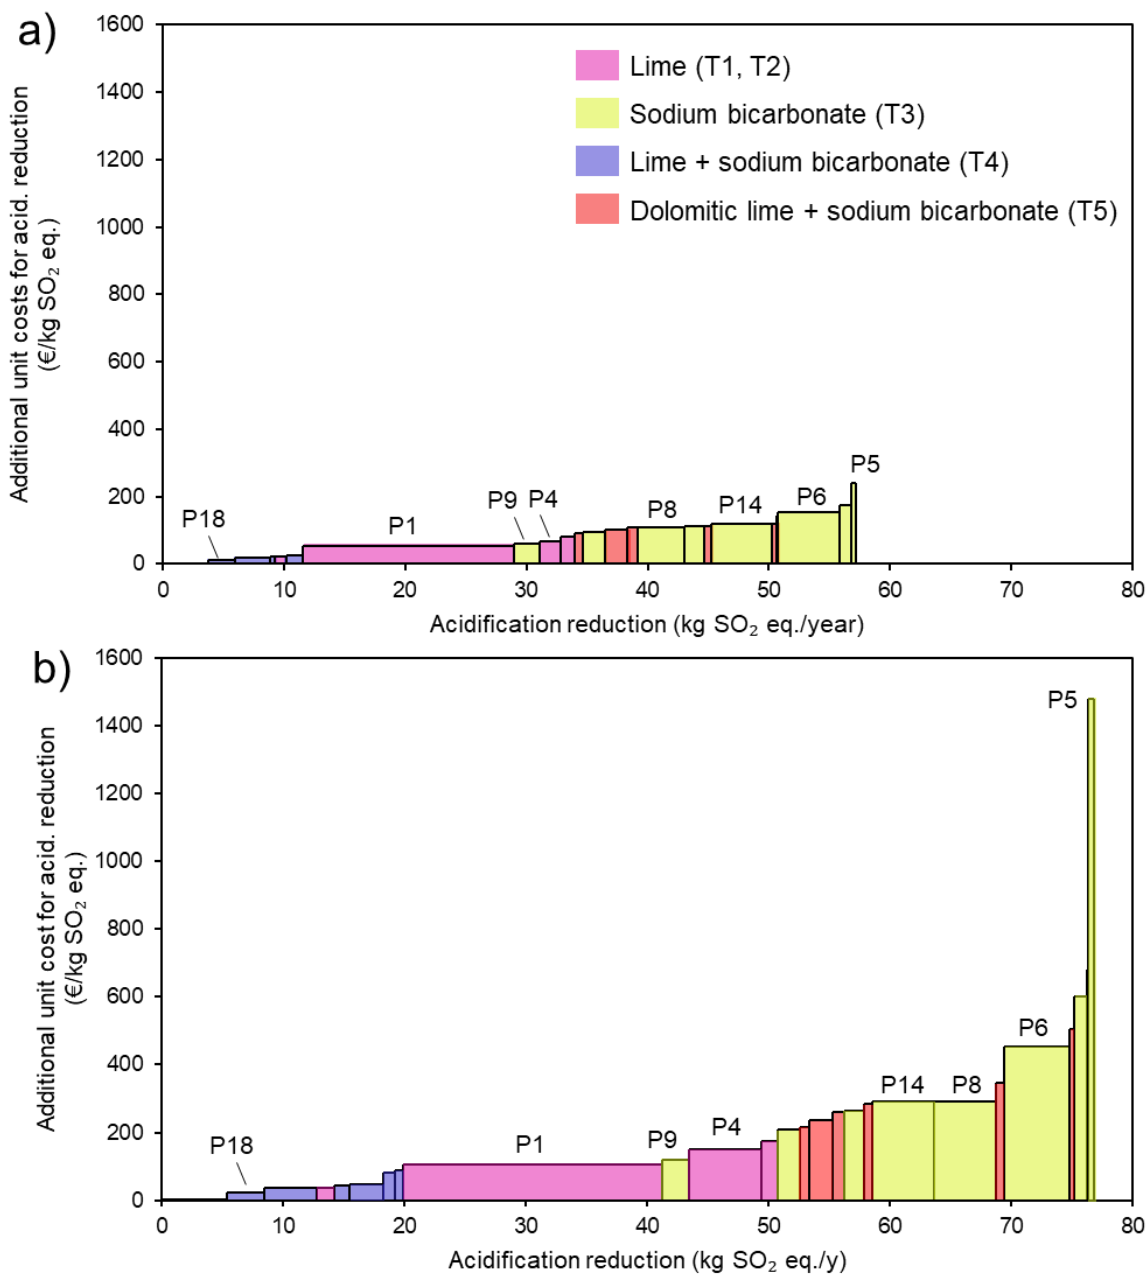 a)
Additional unit costs for acid. reduction
(€/kg SO₂ eq.)
1600
1400
1200
1000
800
600
400
200
0
Lime (T1, T2)
Sodium bicarbonate (T3)
Lime + sodium bicarbonate (T4)
Dolomitic lime + sodium bicarbonate (T5)
P18
P1
P9
P4
P8
P14
P6
P5
0 10 20 30 40 50 60 70 80
Acidification reduction (kg SO₂ eq./year)
b)
Additional unit cost for acid. reduction
(€/kg SO₂ eq.)
1600
1400
1200
1000
800
600
400
200
0
P18
P1
P9
P4
P14
P8
P6
P5
0 10 20 30 40 50 60 70 80
Acidification reduction (kg SO₂ eq./y)